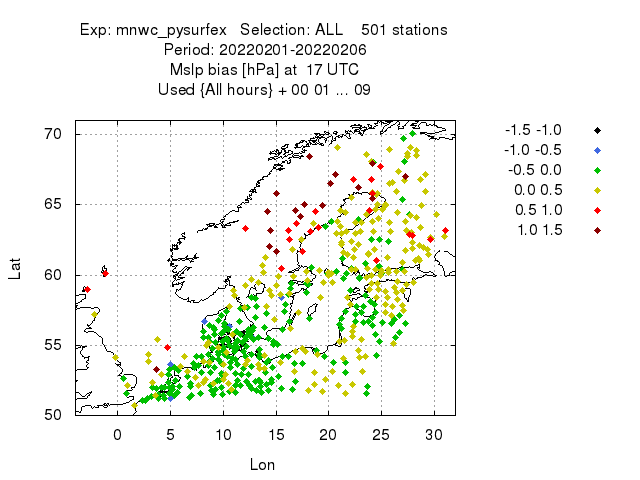 Exp: mnwc_pysurfex   Selection: ALL    501 stations
Period: 20220201-20220206
Mslp bias [hPa] at  17 UTC
Used {All hours} + 00 01 ... 09
-1.5 -1.0
-1.0 -0.5
-0.5 0.0
0.0 0.5
0.5 1.0
1.0 1.5
70
65
60
55
50
Lat
0 5 10 15 20 25 30
Lon